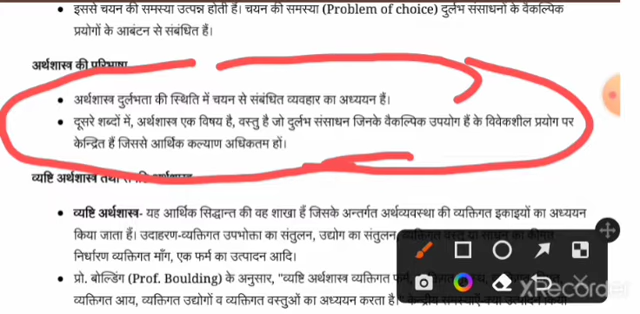 • इससे चयन की समस्या उत्पन्न होती है। चयन की समस्या (Problem of choice) दुर्लभ संसाधनों के वैकल्पिक
प्रयोगों के आबंटन से संबंधित हैं।
अर्थशास्त्र की परिभाषा
• अर्थशास्त्र दुर्लभता की स्थिति में चयन से संबंधित व्यवहार का अध्ययन हैं।
• दूसरे शब्दों में, अर्थशास्त्र एक विषय है, वस्तु है जो दुर्लभ संसाधन जिनके वैकल्पिक उपयोग हैं के विवेकशील प्रयोग पर
केन्द्रित हैं जिससे आर्थिक कल्याण अधिकतम हों।
व्यष्टि अर्थशास्त्र तथा अर्थशास्त्र
• व्यष्टि अर्थशास्त्र- यह आर्थिक सिद्धान्त की वह शाखा हैं जिसके अन्तर्गत अर्थव्यवस्था की व्यक्तिगत इकाइयों का अध्ययन
किया जाता हैं। उदाहरण-व्यक्तिगत उपभोक्ता का संतुलन, उद्योग का संतुलन,
निर्धारण व्यक्तिगत माँग, एक फर्म का उत्पादन आदि।
• प्रो. बोल्डिंग (Prof. Boulding) के अनुसार, "व्यष्टि अर्थशास्त्र व्यक्तिगत
व्यक्तिगत आय, व्यक्तिगत उद्योगों व व्यक्तिगत वस्तुओं का अध्ययन करता है।"
XRecorder